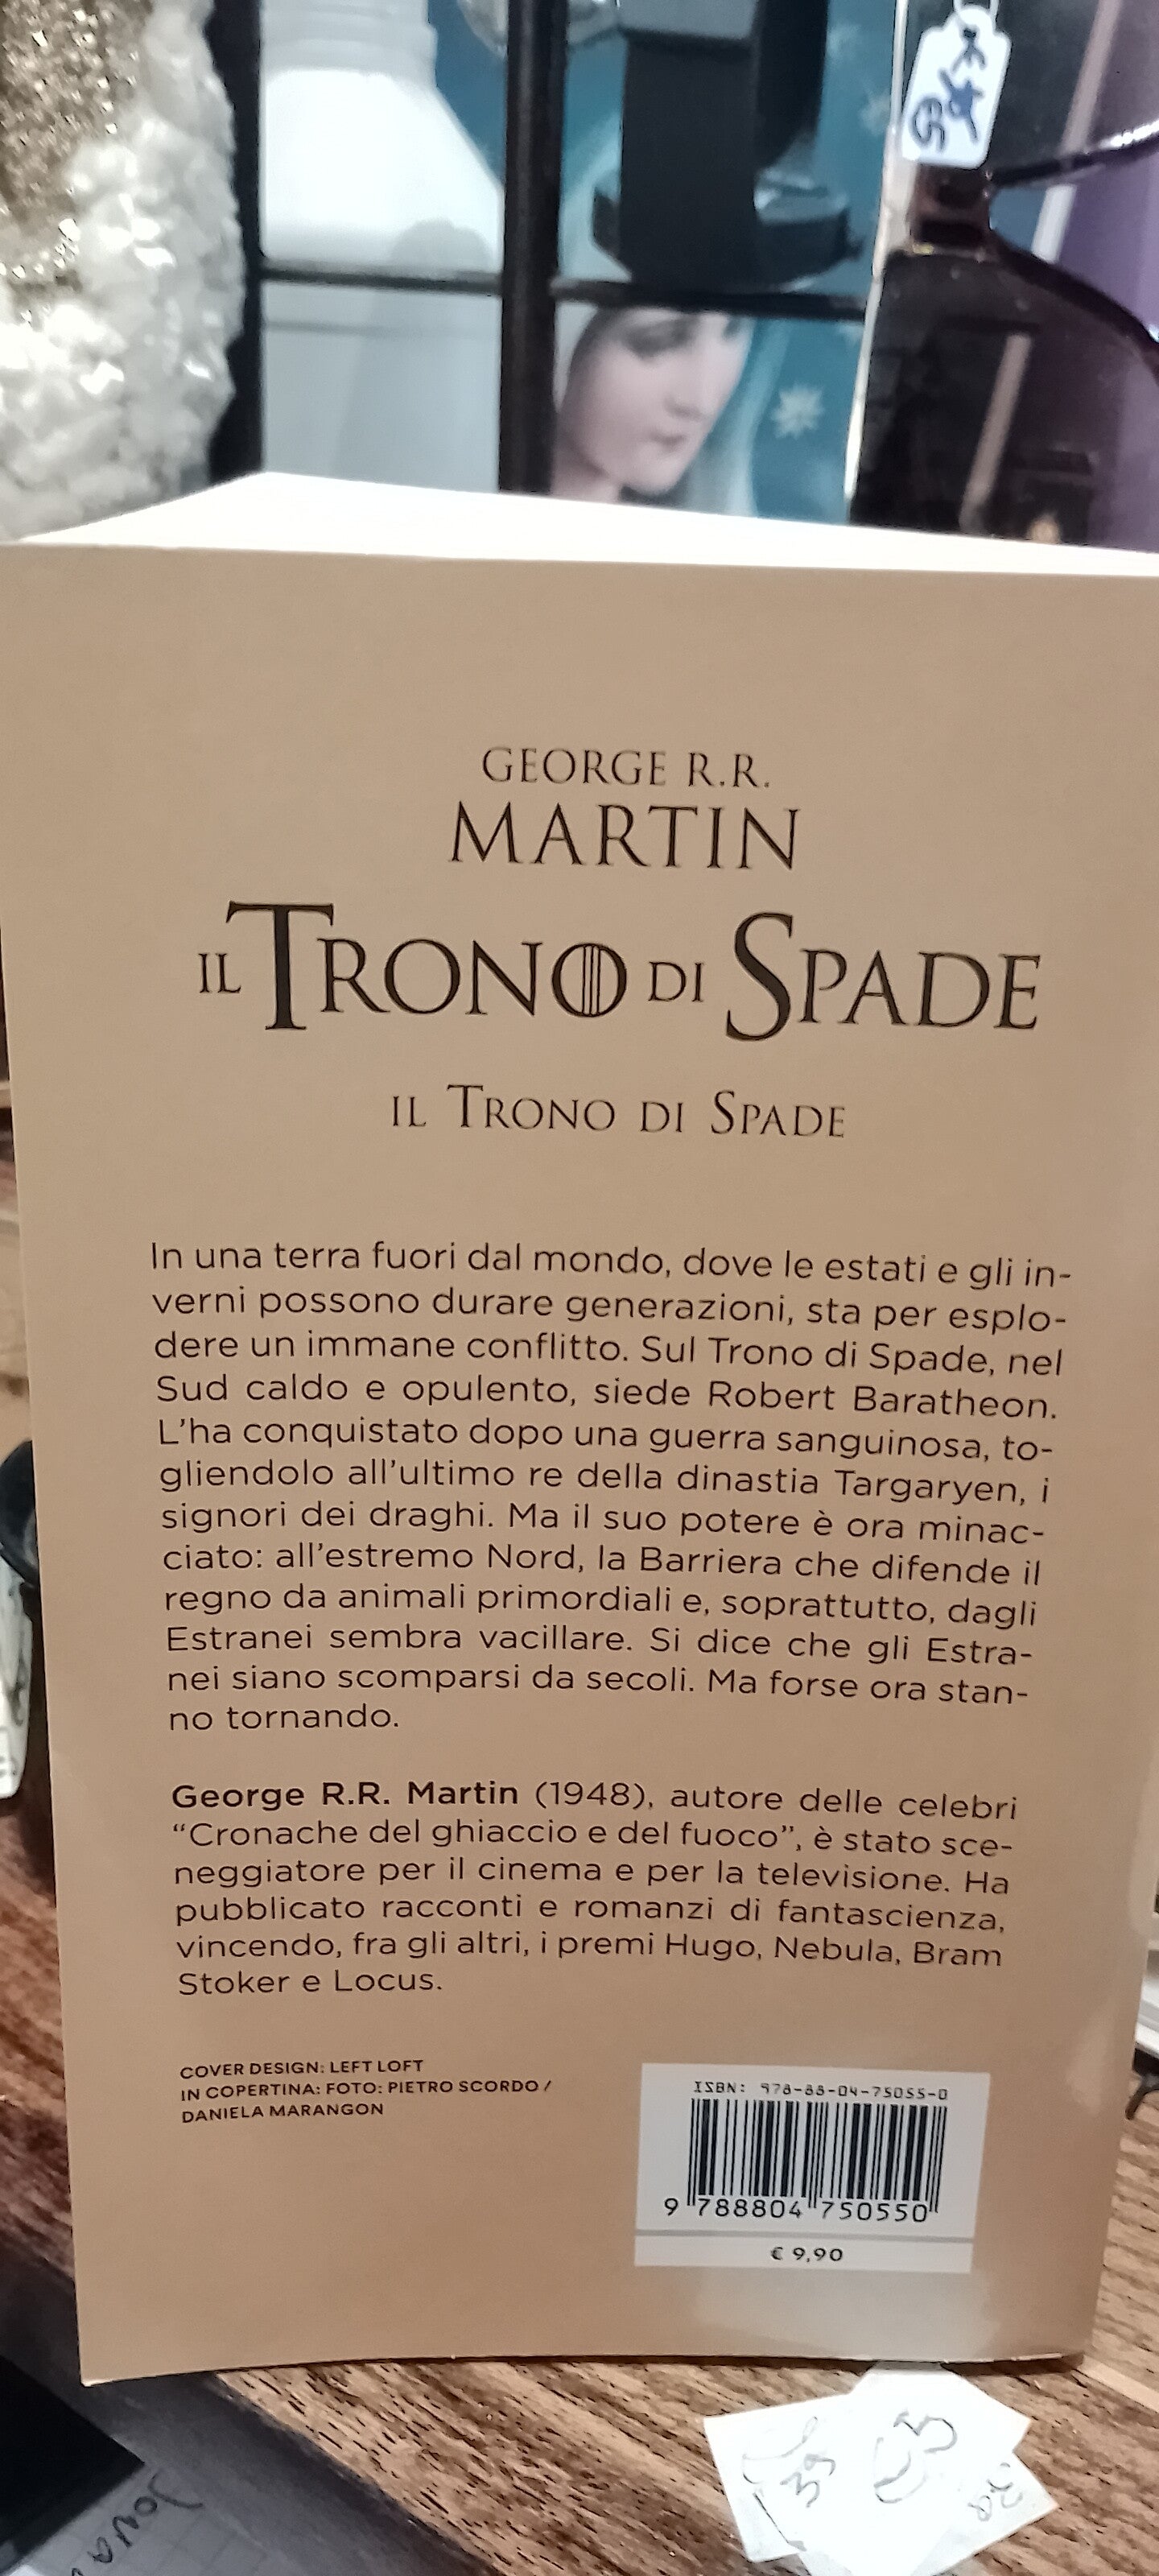 GEORGE R.R.
MARTIN
IL TRONO DI SPADE
IL TRONO DI SPADE
In una terra fuori dal mondo, dove le estati e gli in-
verni possono durare generazioni, sta per esplo-
dere un immane conflitto. Sul Trono di Spade, nel
Sud caldo e opulento, siede Robert Baratheon.
L'ha conquistato dopo una guerra sanguinosa, to-
gliendolo all'ultimo re della dinastia Targaryen, i
signori dei draghi. Ma il suo potere è ora minac-
ciato: all'estremo Nord, la Barriera che difende il
regno da animali primordiali e, soprattutto, dagli
Estranei sembra vacillare. Si dice che gli Estra-
nei siano scomparsi da secoli. Ma forse ora stan-
no tornando.
George R.R. Martin (1948), autore delle celebri
“Cronache del ghiaccio e del fuoco”, è stato sce-
neggiatore per il cinema e per la televisione. Ha
pubblicato racconti e romanzi di fantascienza,
vincendo, fra gli altri, i premi Hugo, Nebula, Bram
Stoker e Locus.
COVER DESIGN: LEFT LOFT
IN COPERTINA: FOTO: PIETRO SCORDO /
DANIELA MARANGON
ISBN: 978-88-04-75055-0
9 788804 750550
€ 9,90